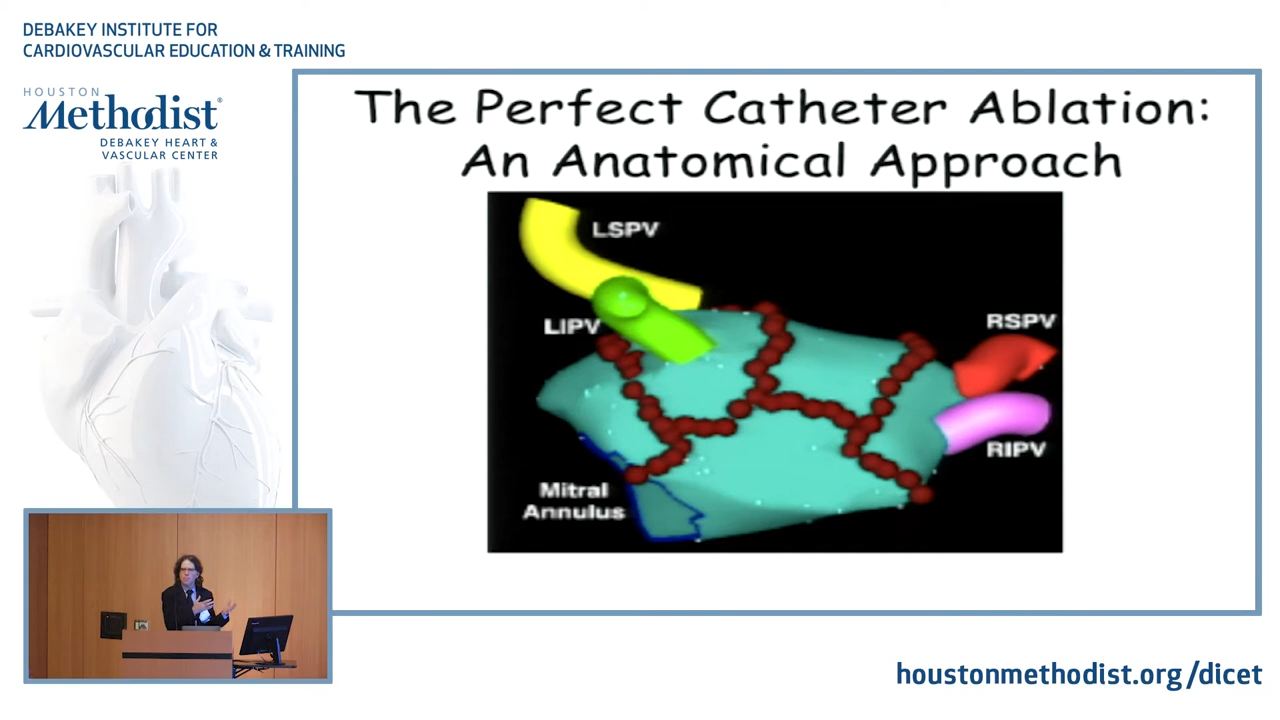 DEBAKEY INSTITUTE FOR
CARDIOVASCULAR EDUCATION & TRAINING
HOUSTON
Methodist®
DEBAKEY HEART &
VASCULAR CENTER
The Perfect Catheter Ablation:
An Anatomical Approach
LSPV
LIPV
RSPV
RIPV
Mitral
Annulus
houstonmethodist.org/dicet